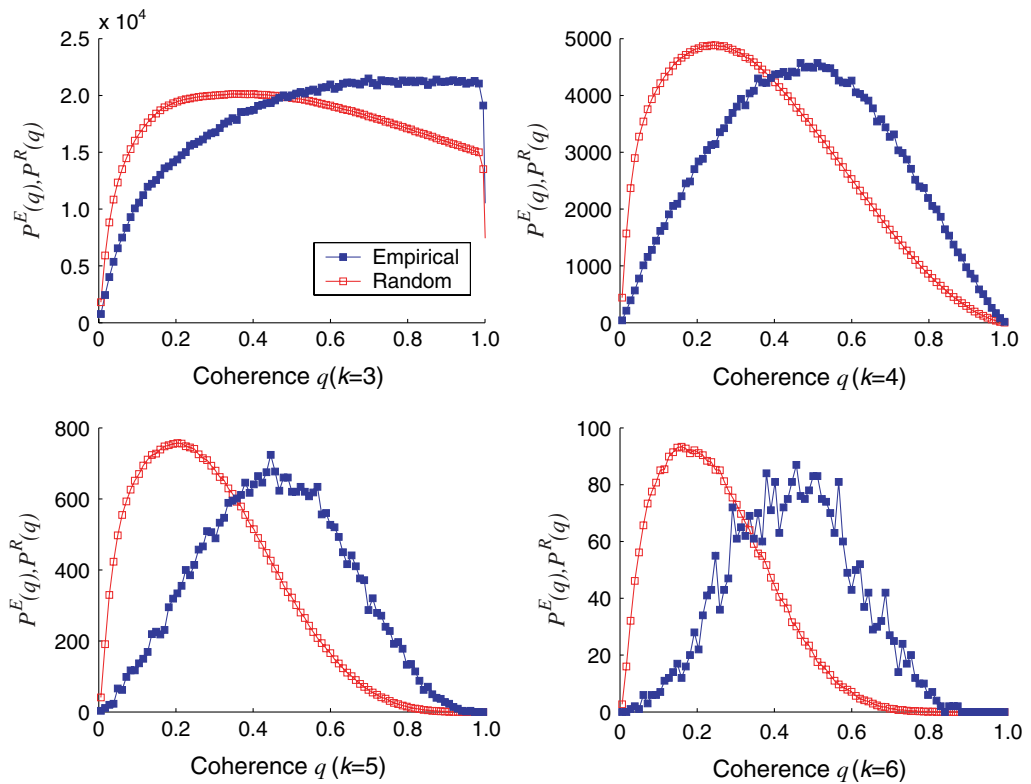 x 10⁴
2.5
2.0
1.5
1.0
0.5
0.0
P^E(q),P^R(q)
Empirical
Random
0 0.2 0.4 0.6 0.8 1.0
Coherence q(k=3)
5000
4000
3000
2000
1000
0
P^E(q),P^R(q)
0 0.2 0.4 0.6 0.8 1.0
Coherence q(k=4)
800
600
400
200
0
P^E(q),P^R(q)
0 0.2 0.4 0.6 0.8 1.0
Coherence q(k=5)
100
80
60
40
20
0
P^E(q),P^R(q)
0 0.2 0.4 0.6 0.8 1.0
Coherence q(k=6)